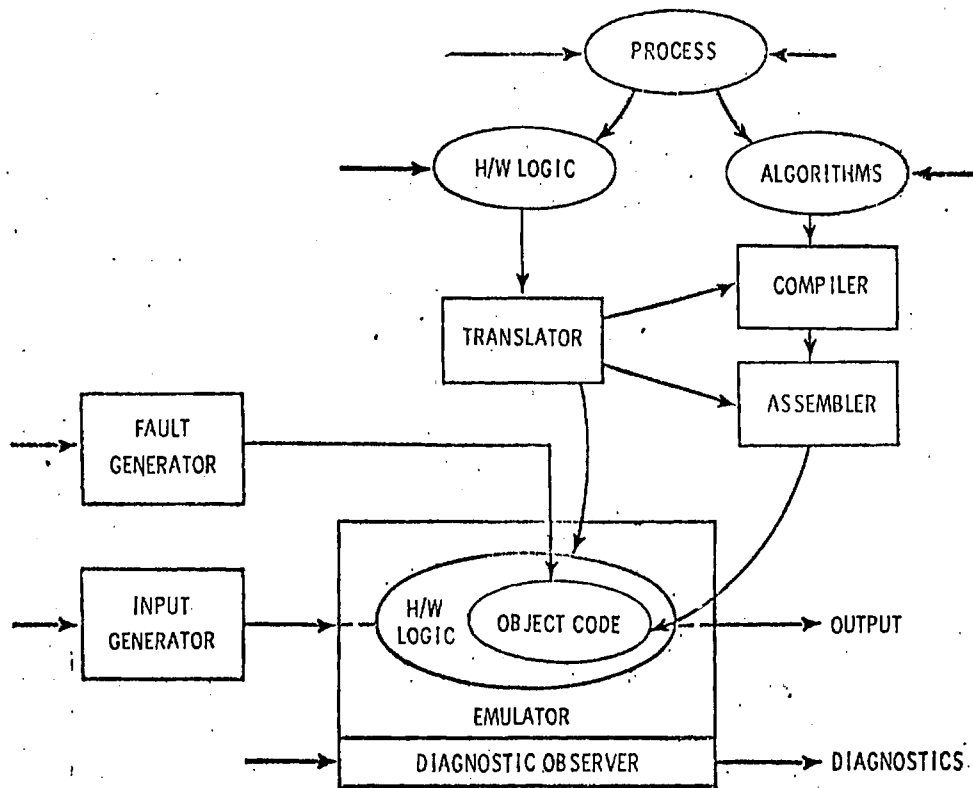 PROCESS
H/W LOGIC
ALGORITHMS
COMPILER
TRANSLATOR
ASSEMBLER
FAULT
GENERATOR
INPUT
GENERATOR
H/W
LOGIC
OBJECT CODE
OUTPUT
EMULATOR
DIAGNOSTIC OBSERVER
DIAGNOSTICS